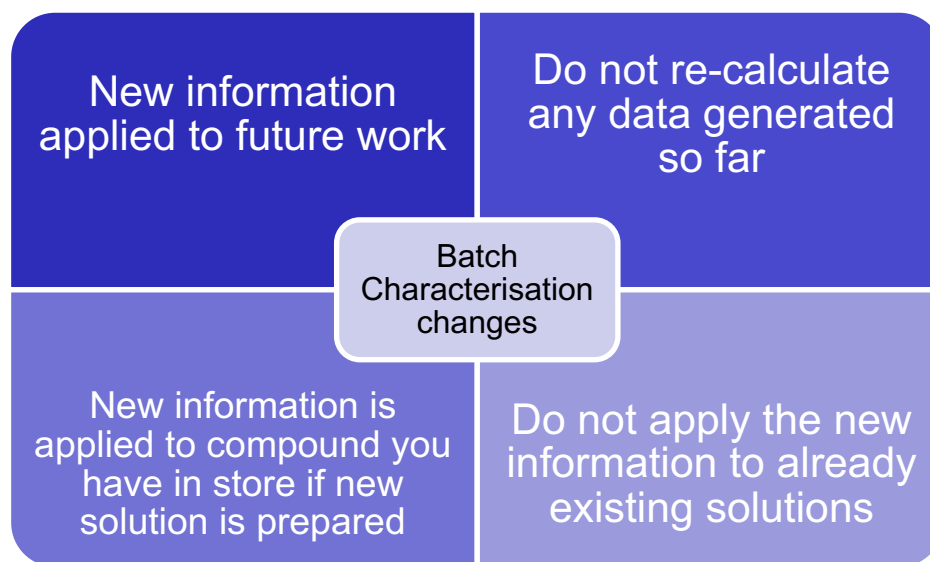 New information
applied to future work
Do not re-calculate
any data generated
so far
Batch
Characterisation
changes
New information is
applied to compound you
have in store if new
solution is prepared
Do not apply the new
information to already
existing solutions